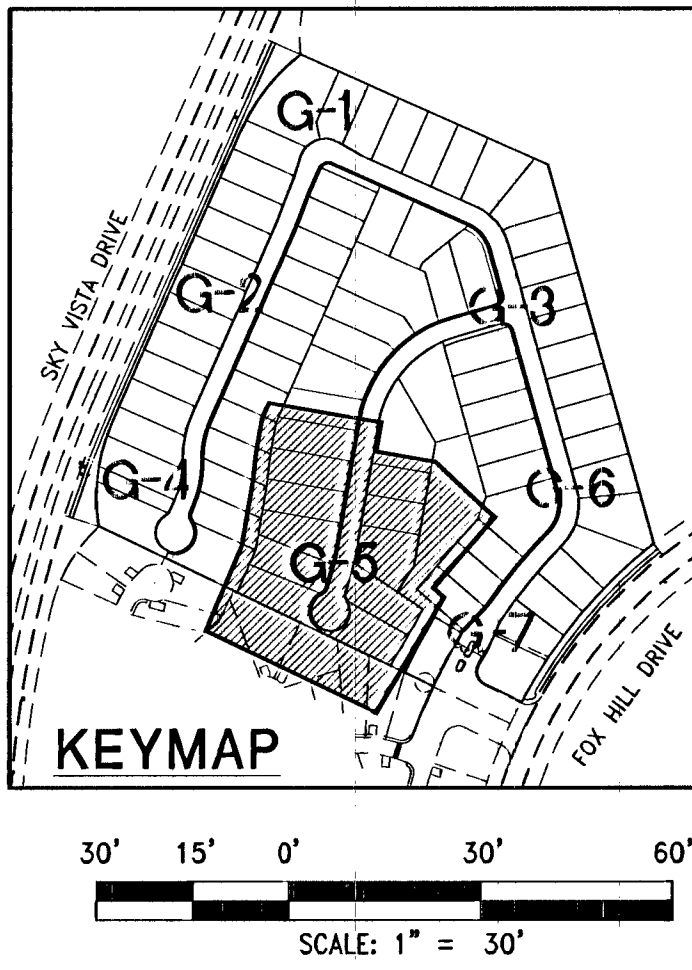 G-1
SKY VISTA DRIVE
G-2
G-3
G-4
G-6
G-5
FOX HILL DRIVE
KEYMAP
30' 15' 0' 30' 60'
SCALE: 1" = 30'